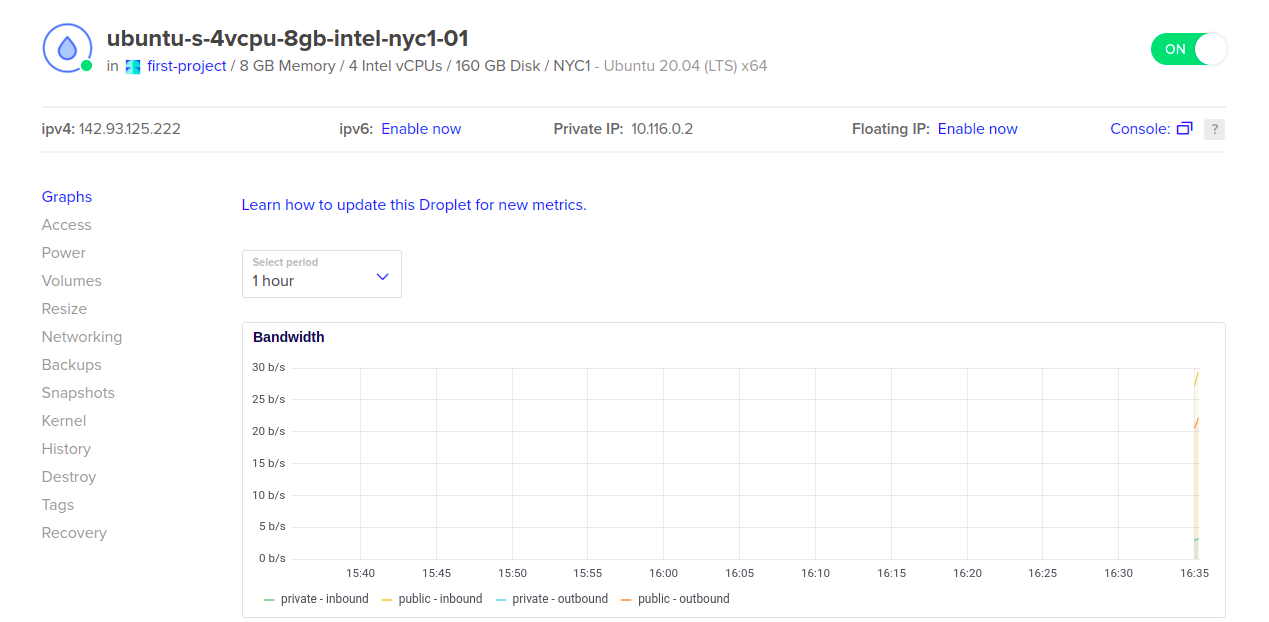 ubuntu-s-4vcpu-8gb-intel-nyc1-01
in first-project / 8 GB Memory / 4 Intel vCPUs / 160 GB Disk / NYC1 - Ubuntu 20.04 (LTS) x64
ON
ipv4: 142.93.125.222 ipv6: Enable now Private IP: 10.116.0.2 Floating IP: Enable now Console: ?
Graphs
Access
Power
Volumes
Resize
Networking
Backups
Snapshots
Kernel
History
Destroy
Tags
Recovery
Learn how to update this Droplet for new metrics.
Select period
1 hour
Bandwidth
30 b/s
25 b/s
20 b/s
15 b/s
10 b/s
5 b/s
0 b/s
15:40 15:45 15:50 15:55 16:00 16:05 16:10 16:15 16:20 16:25 16:30 16:35
private - inbound public - inbound private - outbound public - outbound